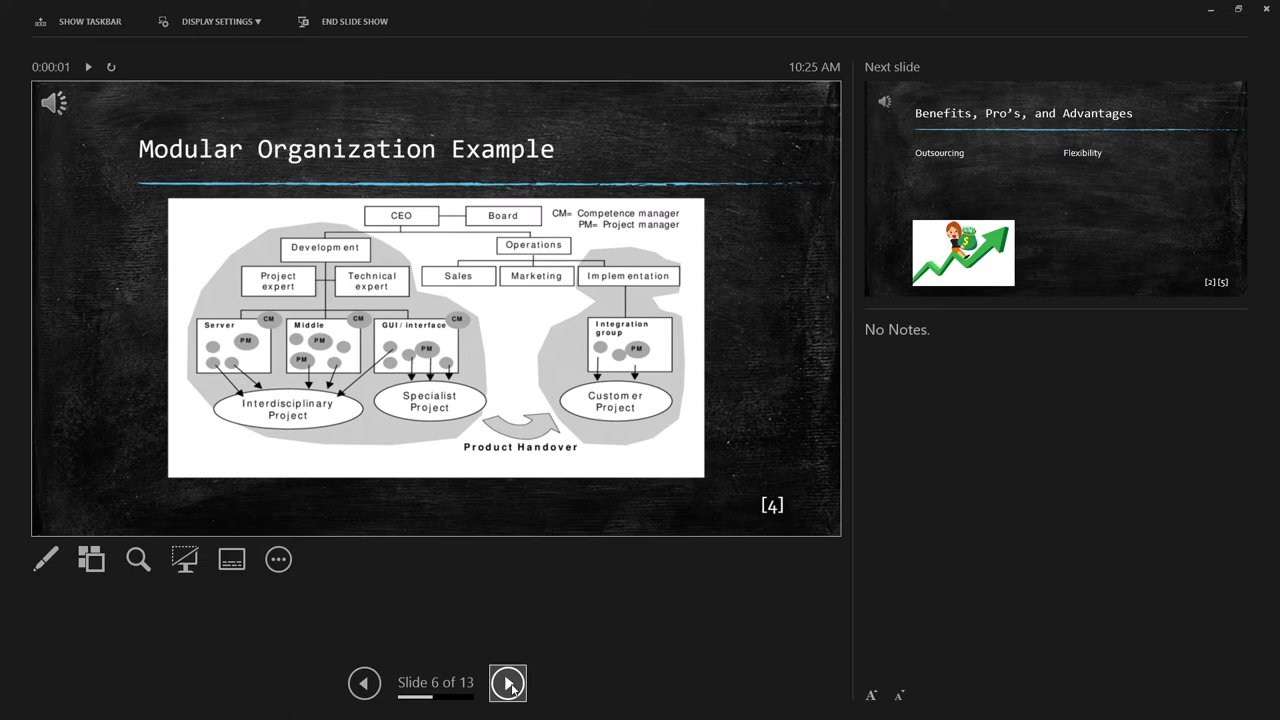 SHOW TASKBAR
DISPLAY SETTINGS ▼
END SLIDE SHOW
0:00:01
10:25 AM
Modular Organization Example
CEO
Board
CM= Competence manager
PM= Project manager
Development
Operations
Project
expert
Technical
expert
Sales
Marketing
Implementation
Server
CM
PM
Middle
CM
PM
PM
GUI/interface
CM
PM
Integration
group
PM
Interdisciplinary
Project
Specialist
Project
Customer
Project
Product Handover
[4]
Slide 6 of 13
Next slide
Benefits, Pro's, and Advantages
Outsourcing
Flexibility
$
[2] [5]
No Notes.
A
A